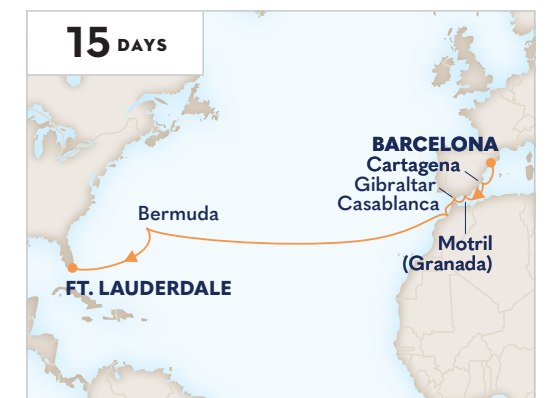 15 DAYS
BARCELONA
Cartagena
Gibraltar
Casablanca
Bermuda
Motril
(Granada)
FT. LAUDERDALE